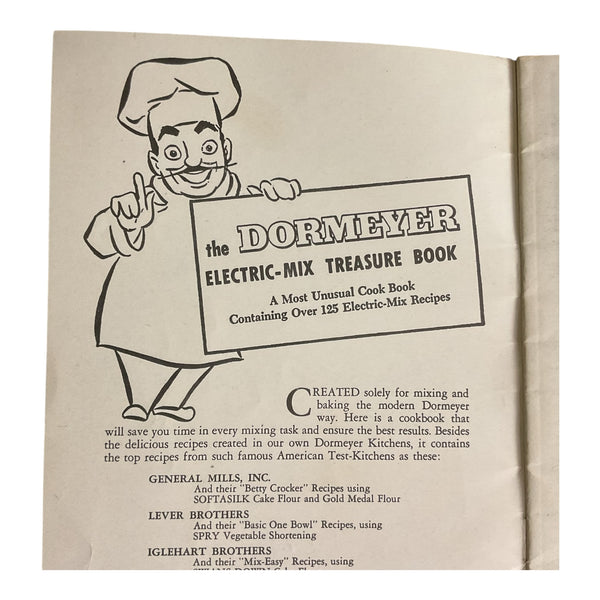 the DORMEYER
ELECTRIC-MIX TREASURE BOOK
A Most Unusual Cook Book
Containing Over 125 Electric-Mix Recipes
CREATED solely for mixing and
baking the modern Dormeyer
way. Here is a cookbook that
will save you time in every mixing task and ensure the best results. Besides
the delicious recipes created in our own Dormeyer Kitchens, it contains
the top recipes from such famous American Test-Kitchens as these:
GENERAL MILLS, INC.
And their "Betty Crocker" Recipes using
SOFTASILK Cake Flour and Gold Medal Flour
LEVER BROTHERS
And their "Basic One Bowl" Recipes, using
SPRY Vegetable Shortening
IGLEHART BROTHERS
And their "Mix-Easy" Recipes, using